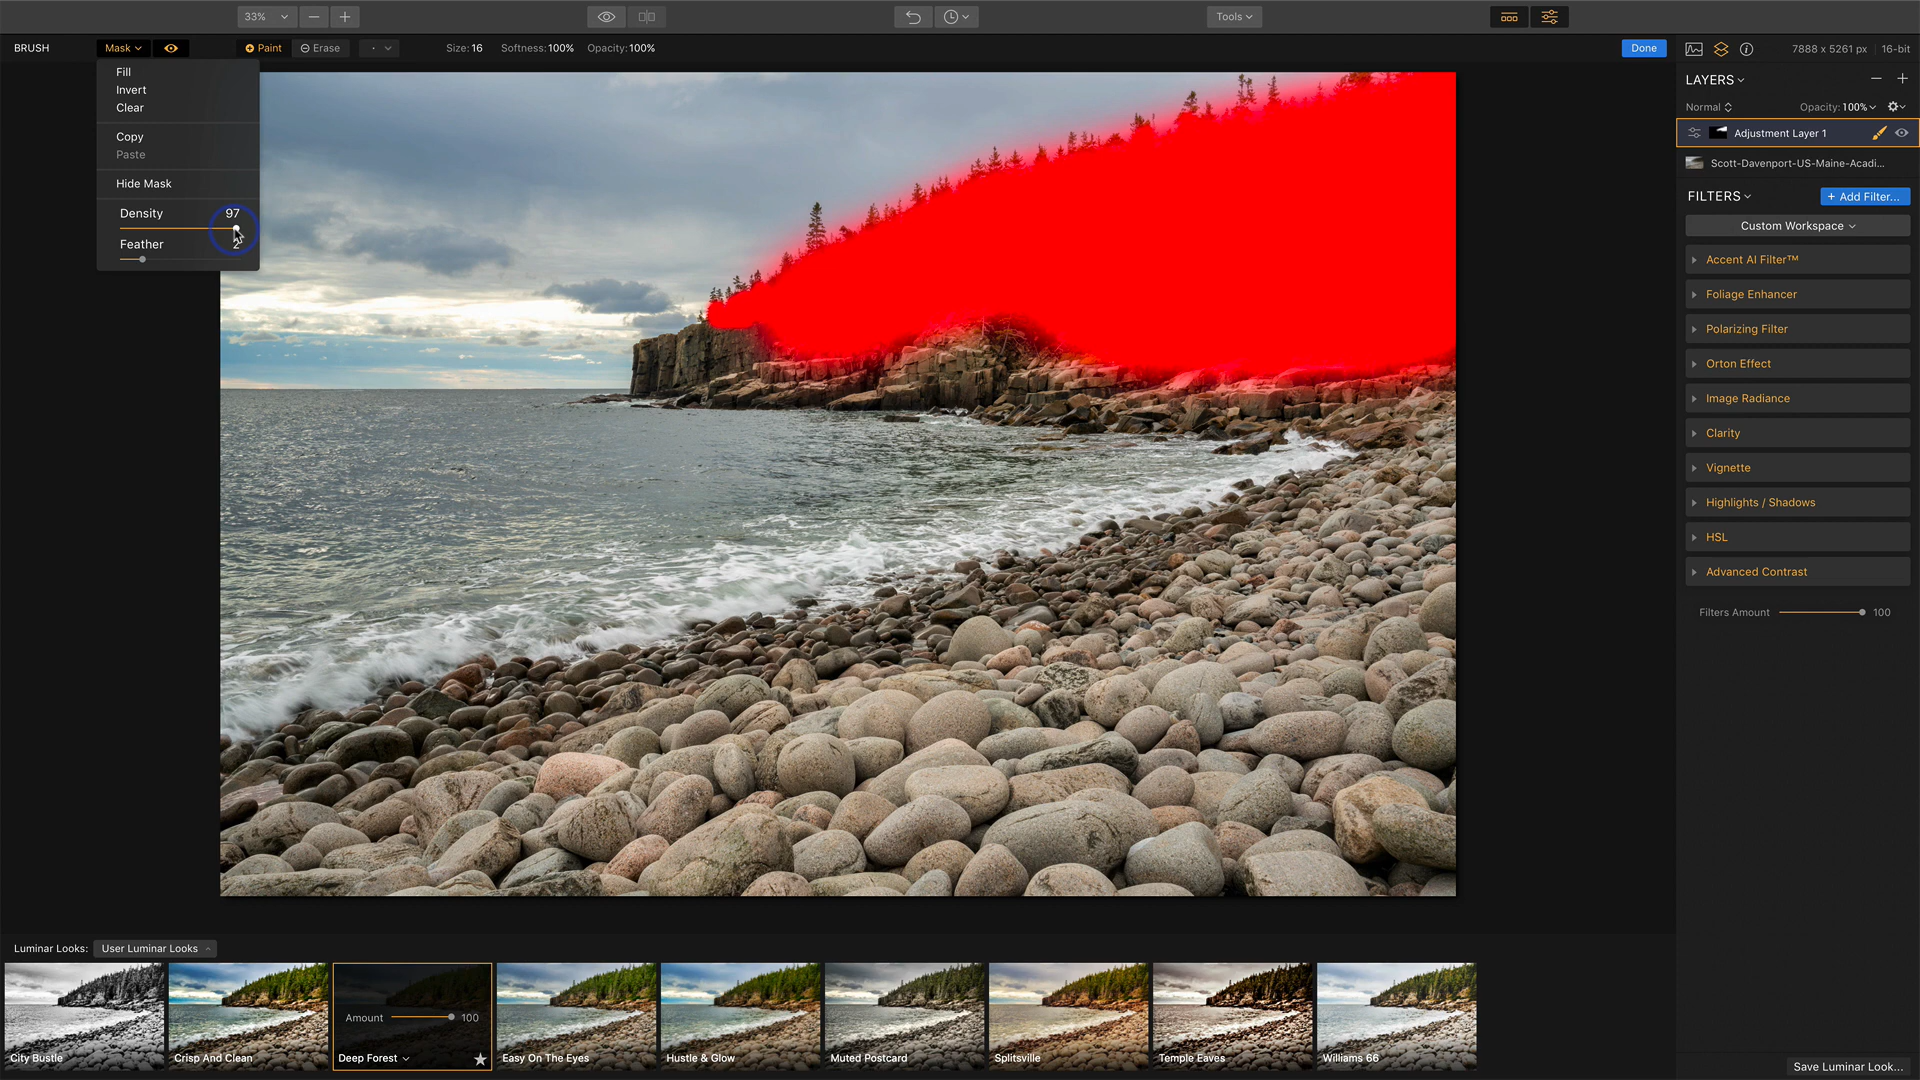 33%
Tools
BRUSH
Mask
Paint
Erase
Size: 16
Softness: 100%
Opacity: 100%
Done
7888 x 5261 px
16-bit
Fill
Invert
Clear
Copy
Paste
Hide Mask
Density 97
Feather 2
LAYERS
Normal
Opacity: 100%
Adjustment Layer 1
Scott-Davenport-US-Maine-Acadi...
FILTERS
+ Add Filter...
Custom Workspace
Accent AI Filter™
Foliage Enhancer
Polarizing Filter
Orton Effect
Image Radiance
Clarity
Vignette
Highlights / Shadows
HSL
Advanced Contrast
Filters Amount 100
Luminar Looks: User Luminar Looks
City Bustle
Crisp And Clean
Amount 100
Deep Forest
Easy On The Eyes
Hustle & Glow
Muted Postcard
Splitsville
Temple Eaves
Williams 66
Save Luminar Look...